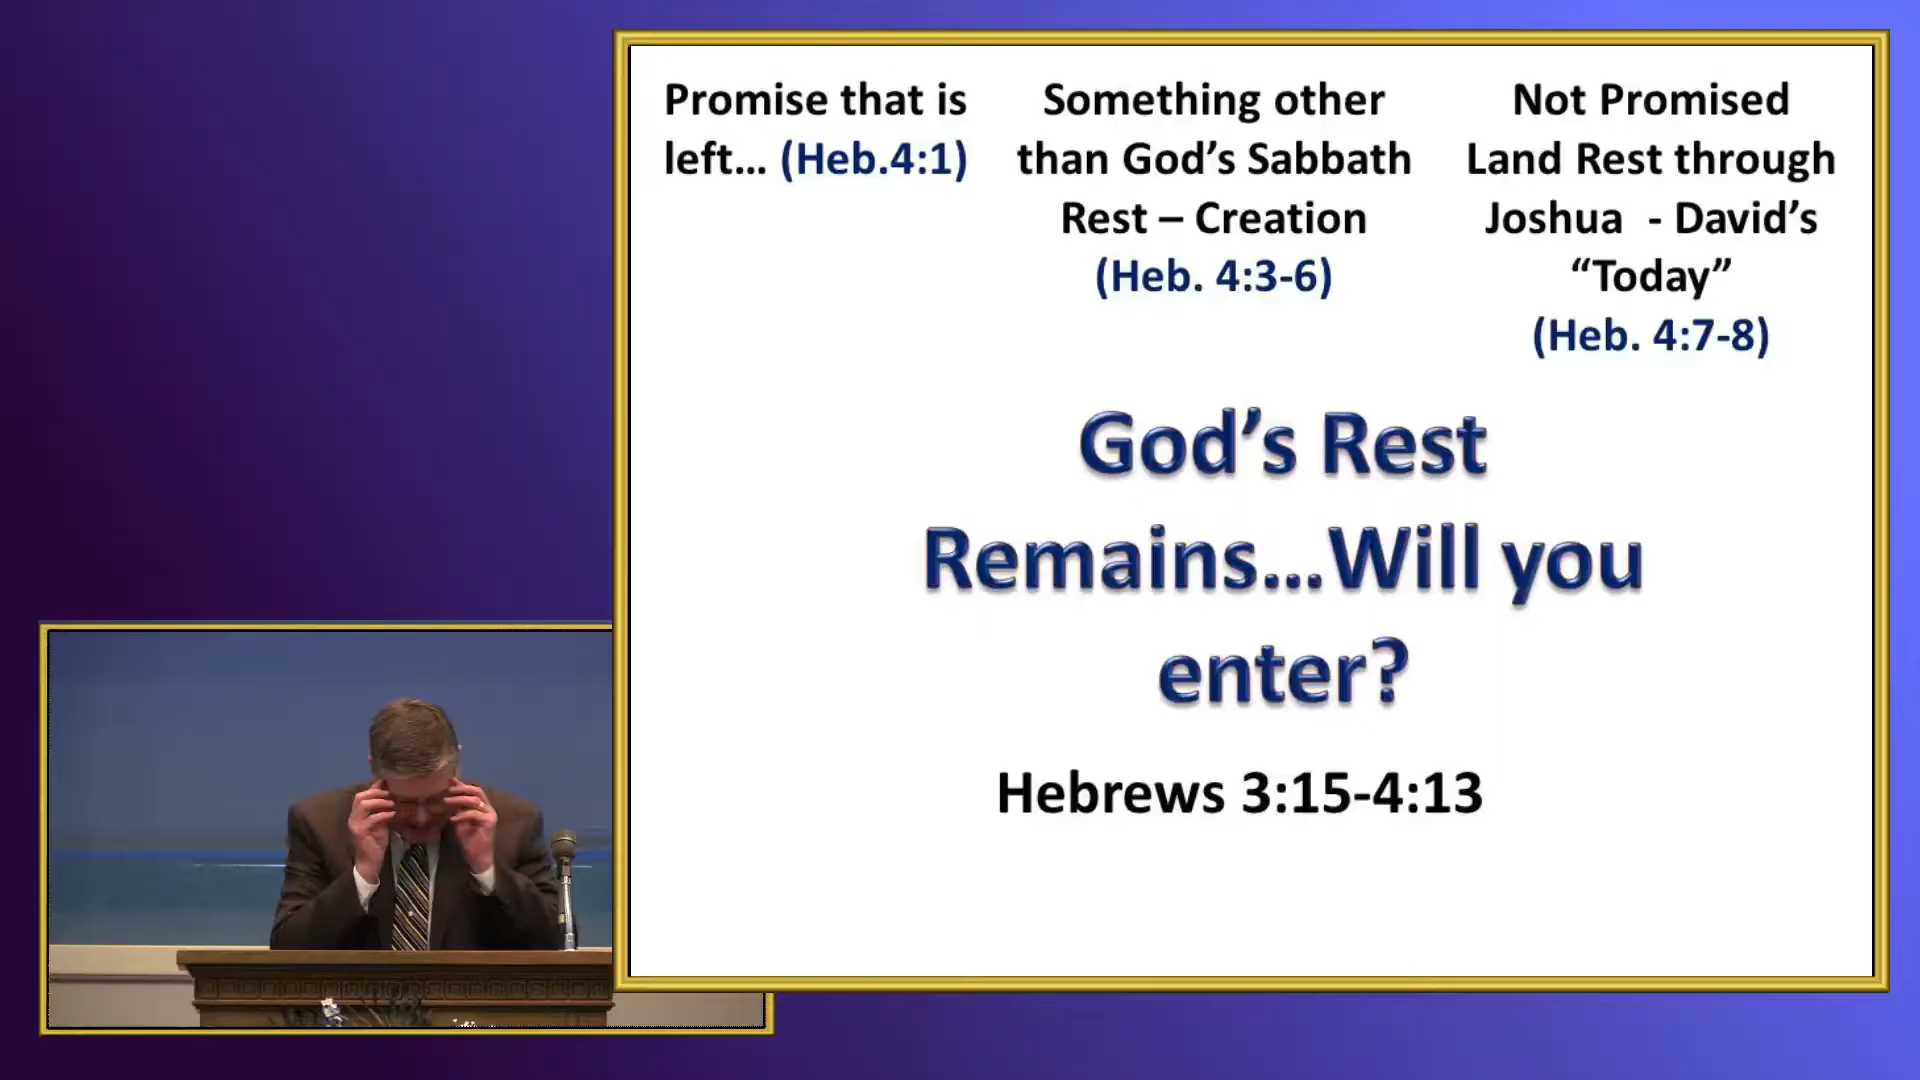 Promise that is
left... (Heb.4:1)
Something other
than God’s Sabbath
Rest – Creation
(Heb. 4:3-6)
Not Promised
Land Rest through
Joshua  - David’s
“Today”
(Heb. 4:7-8)
God’s Rest
Remains...Will you
enter?
Hebrews 3:15-4:13